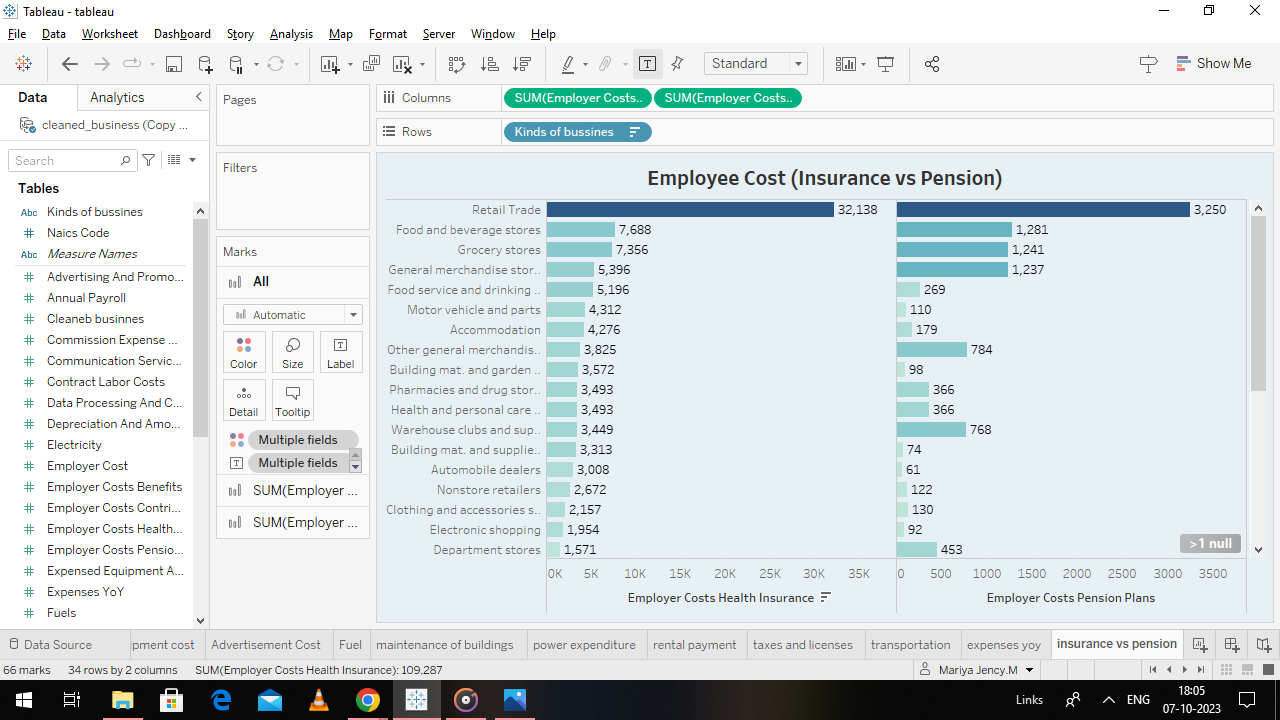 Tableau - tableau
File Data Worksheet Dashboard Story Analysis Map Format Server Window Help
Standard
Show Me
Data Analytics
cleaned_business (Copy ...
Search
Tables
Abc Kinds of bussines
# Naics Code
Abc Measure Names
# Advertising And Promo...
# Annual Payroll
# Cleaneb businnes
# Commission Expense ...
# Communication Servic...
# Contract Labor Costs
# Data Processing And C...
# Depreciation And Amo...
# Electricity
# Employer Cost
# Employer Costs Benefits
# Employer Costs Contri...
# Employer Costs Health...
# Employer Costs Pensio...
# Expensed Equipment A...
# Expenses YoY
# Fuels
Pages
Filters
Marks
All
Automatic
Color Size Label
Detail Tooltip
Multiple fields
Multiple fields
SUM(Employer ...
SUM(Employer ...
Columns SUM(Employer Costs.. SUM(Employer Costs..
Rows Kinds of bussines
Employee Cost (Insurance vs Pension)
Retail Trade 32,138 3,250
Food and beverage stores 7,688 1,281
Grocery stores 7,356 1,241
General merchandise stor.. 5,396 1,237
Food service and drinking .. 5,196 269
Motor vehicle and parts 4,312 110
Accommodation 4,276 179
Other general merchandis.. 3,825 784
Building mat. and garden .. 3,572 98
Pharmacies and drug stor.. 3,493 366
Health and personal care .. 3,493 366
Warehouse clubs and sup.. 3,449 768
Building mat. and supplie.. 3,313 74
Automobile dealers 3,008 61
Nonstore retailers 2,672 122
Clothing and accessories s.. 2,157 130
Electronic shopping 1,954 92
Department stores 1,571 453
>1 null
0K 5K 10K 15K 20K 25K 30K 35K 0 500 1000 1500 2000 2500 3000 3500
Employer Costs Health Insurance Employer Costs Pension Plans
Data Source pment cost Advertisement Cost Fuel maintenance of buildings power expenditure rental payment taxes and licenses transportation expenses yoy insurance vs pension
66 marks 34 rows by 2 columns SUM(Employer Costs Health Insurance): 109,287 Mariya Jency.M
Links ENG 18:05
07-10-2023